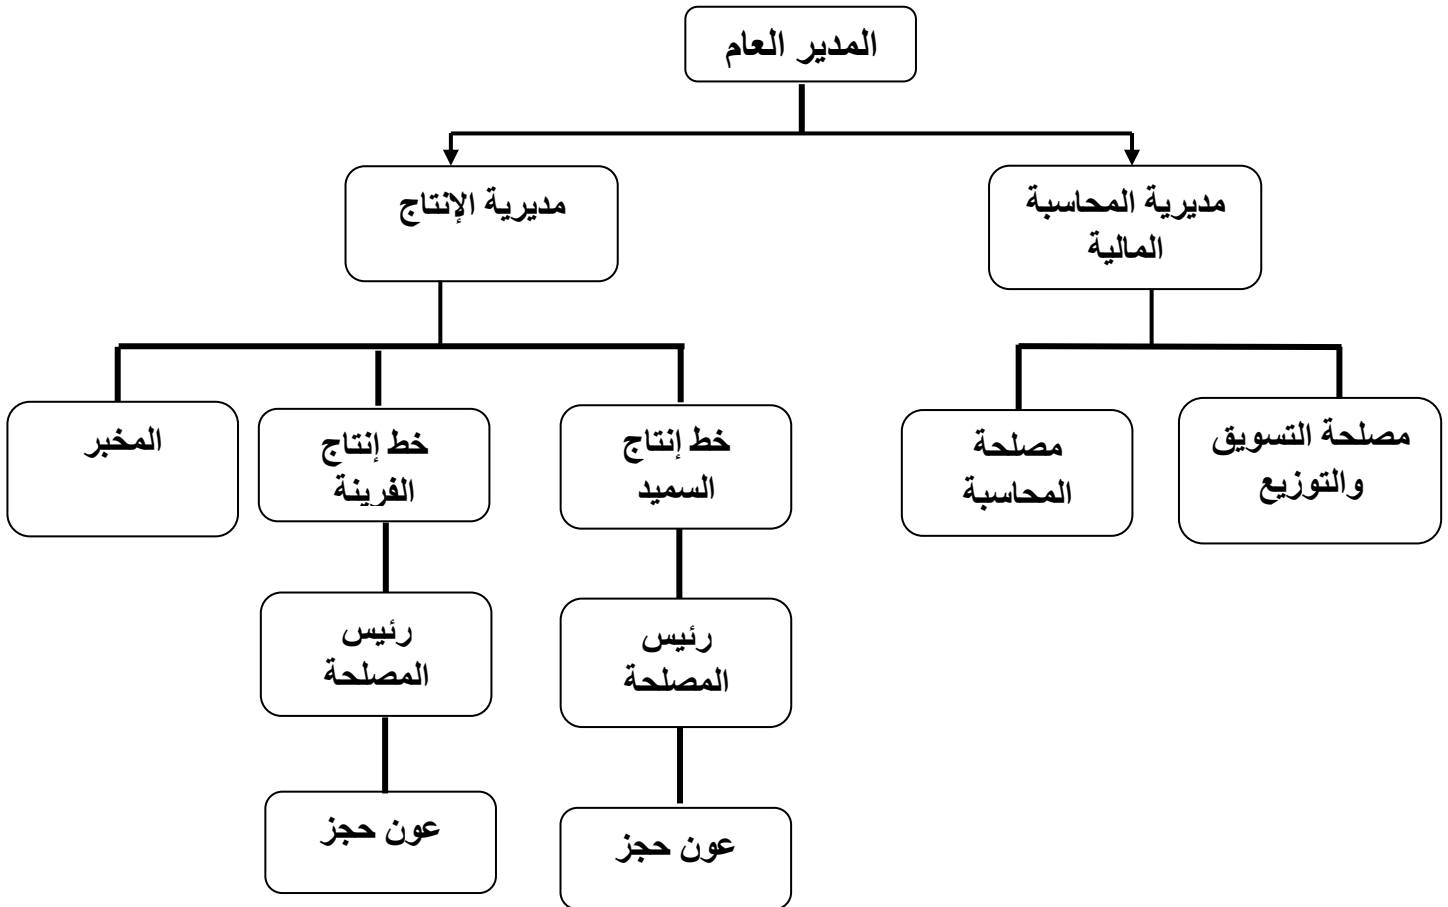 المدير العام
مديرية المحاسبة
المالية
مديرية الإنتاج
مصلحة التسويق
والتوزيع
مصلحة
المحاسبة
خط إنتاج
السميد
خط إنتاج
الفرينة
المخبر
رئيس
المصلحة
رئيس
المصلحة
عون حجز
عون حجز